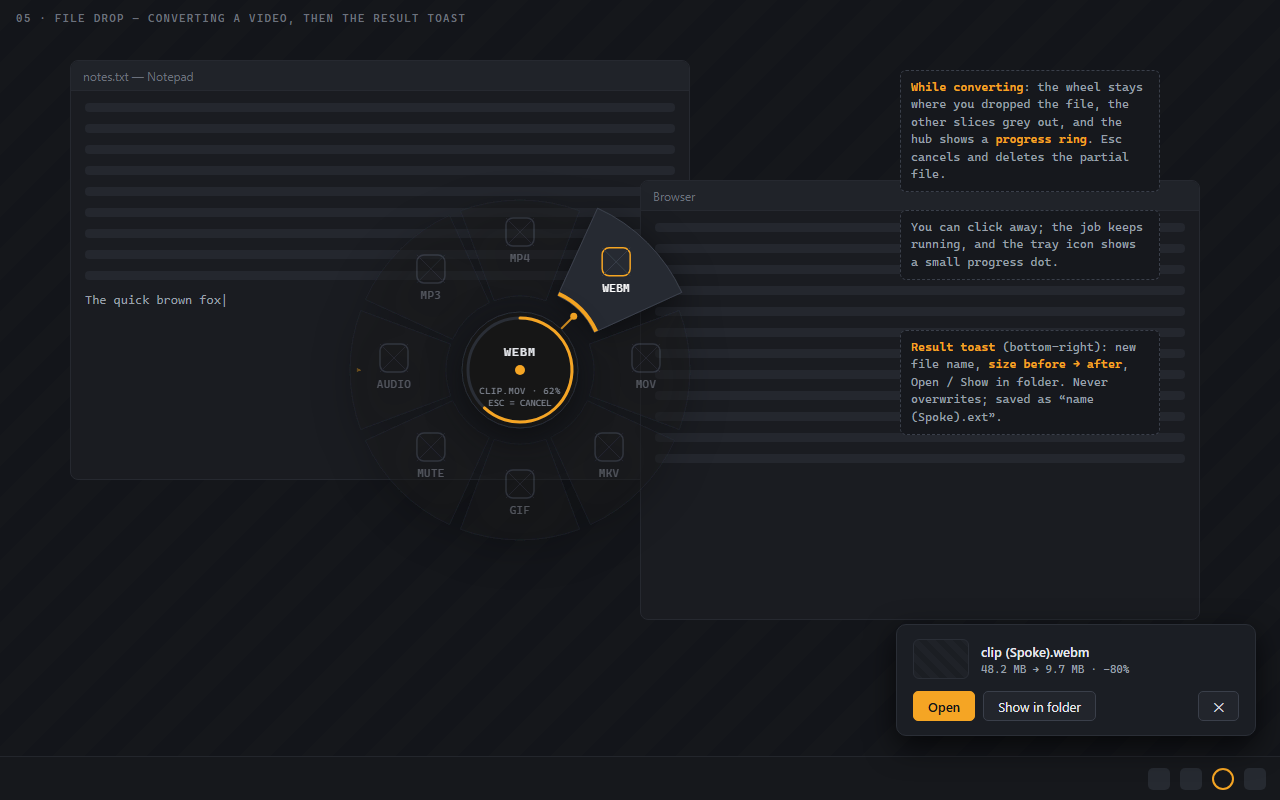 05 · FILE DROP — CONVERTING A VIDEO, THEN THE RESULT TOAST
notes.txt — Notepad
The quick brown fox
Browser
MP4
WEBM
MP3
AUDIO
MOV
MUTE
MKV
GIF
WEBM
CLIP.MOV · 62%
ESC = CANCEL
While converting: the wheel stays
where you dropped the file, the
other slices grey out, and the
hub shows a progress ring. Esc
cancels and deletes the partial
file.
You can click away; the job keeps
running, and the tray icon shows
a small progress dot.
Result toast (bottom-right): new
file name, size before → after,
Open / Show in folder. Never
overwrites; saved as “name
(Spoke).ext”.
clip (Spoke).webm
48.2 MB → 9.7 MB · −80%
Open
Show in folder
×